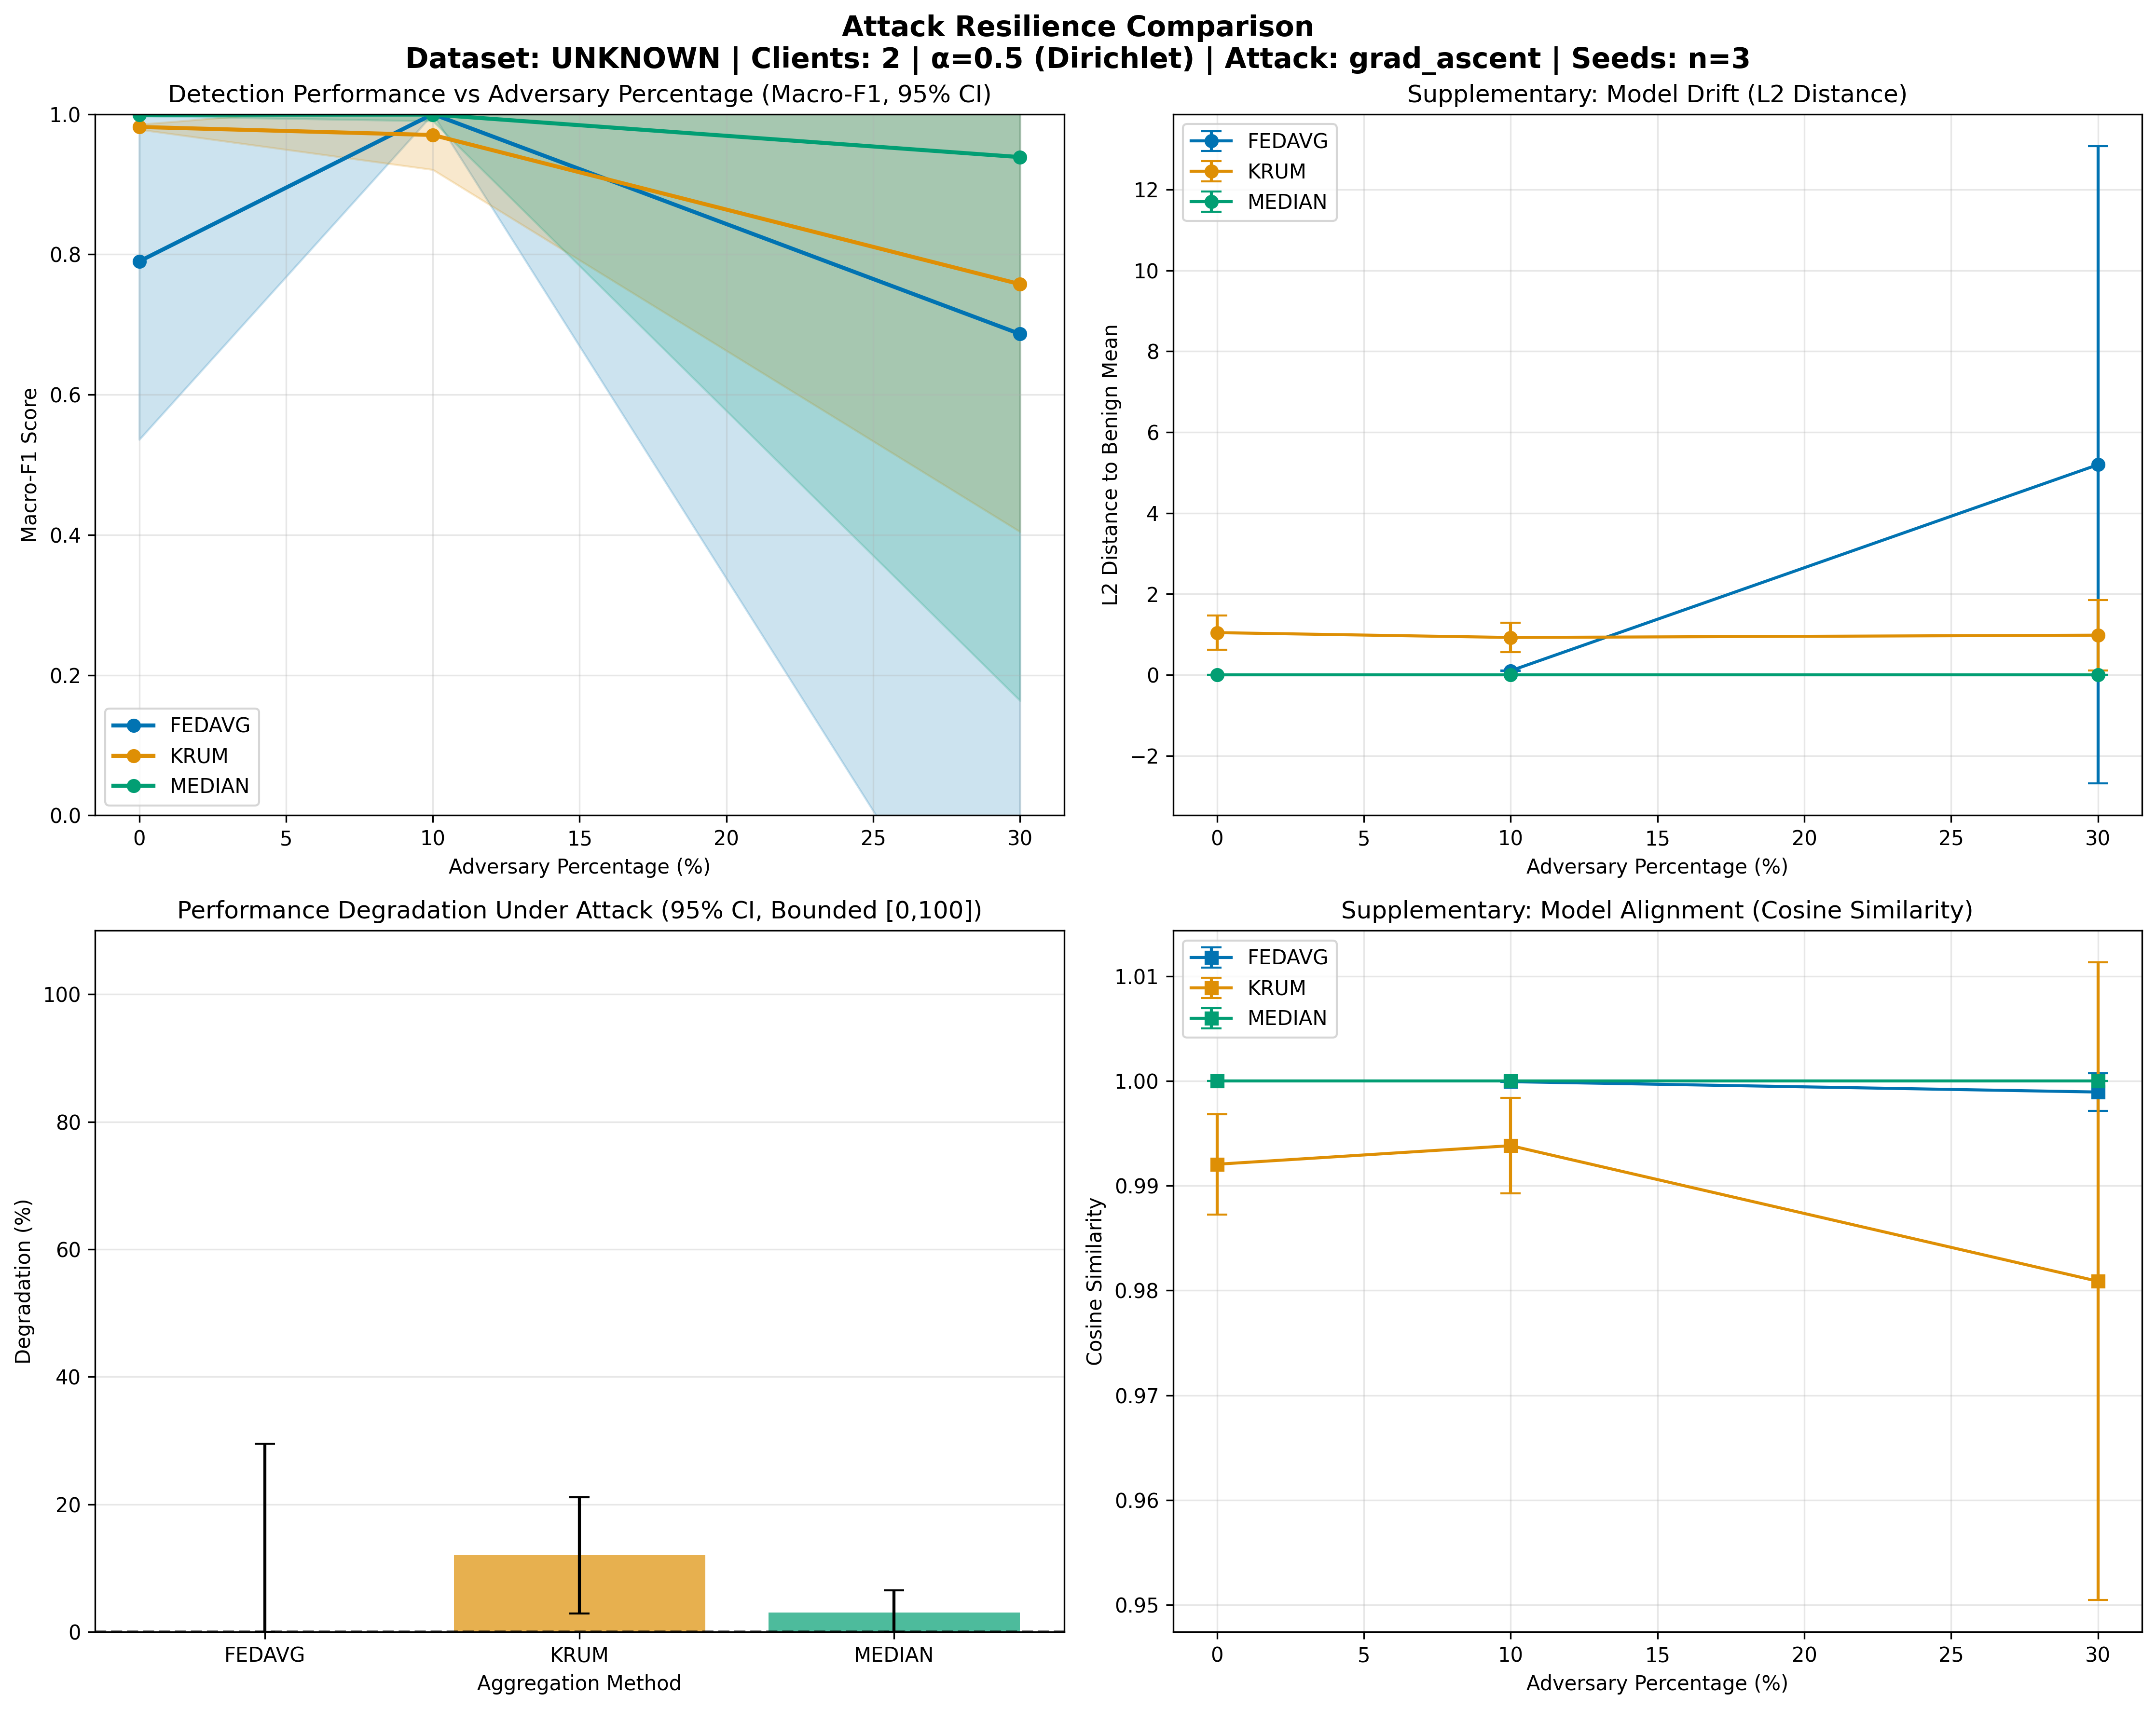 Attack Resilience Comparison
Dataset: UNKNOWN | Clients: 2 | α=0.5 (Dirichlet) | Attack: grad_ascent | Seeds: n=3
Detection Performance vs Adversary Percentage (Macro-F1, 95% CI)
1.0
0.8
0.6
0.4
0.2
0.0
Macro-F1 Score
FEDAVG
KRUM
MEDIAN
0 5 10 15 20 25 30
Adversary Percentage (%)
Supplementary: Model Drift (L2 Distance)
FEDAVG
KRUM
MEDIAN
12
10
8
6
4
2
0
−2
L2 Distance to Benign Mean
0 5 10 15 20 25 30
Adversary Percentage (%)
Performance Degradation Under Attack (95% CI, Bounded [0,100])
100
80
60
40
20
0
Degradation (%)
FEDAVG KRUM MEDIAN
Aggregation Method
Supplementary: Model Alignment (Cosine Similarity)
FEDAVG
KRUM
MEDIAN
1.01
1.00
0.99
0.98
0.97
0.96
0.95
Cosine Similarity
0 5 10 15 20 25 30
Adversary Percentage (%)